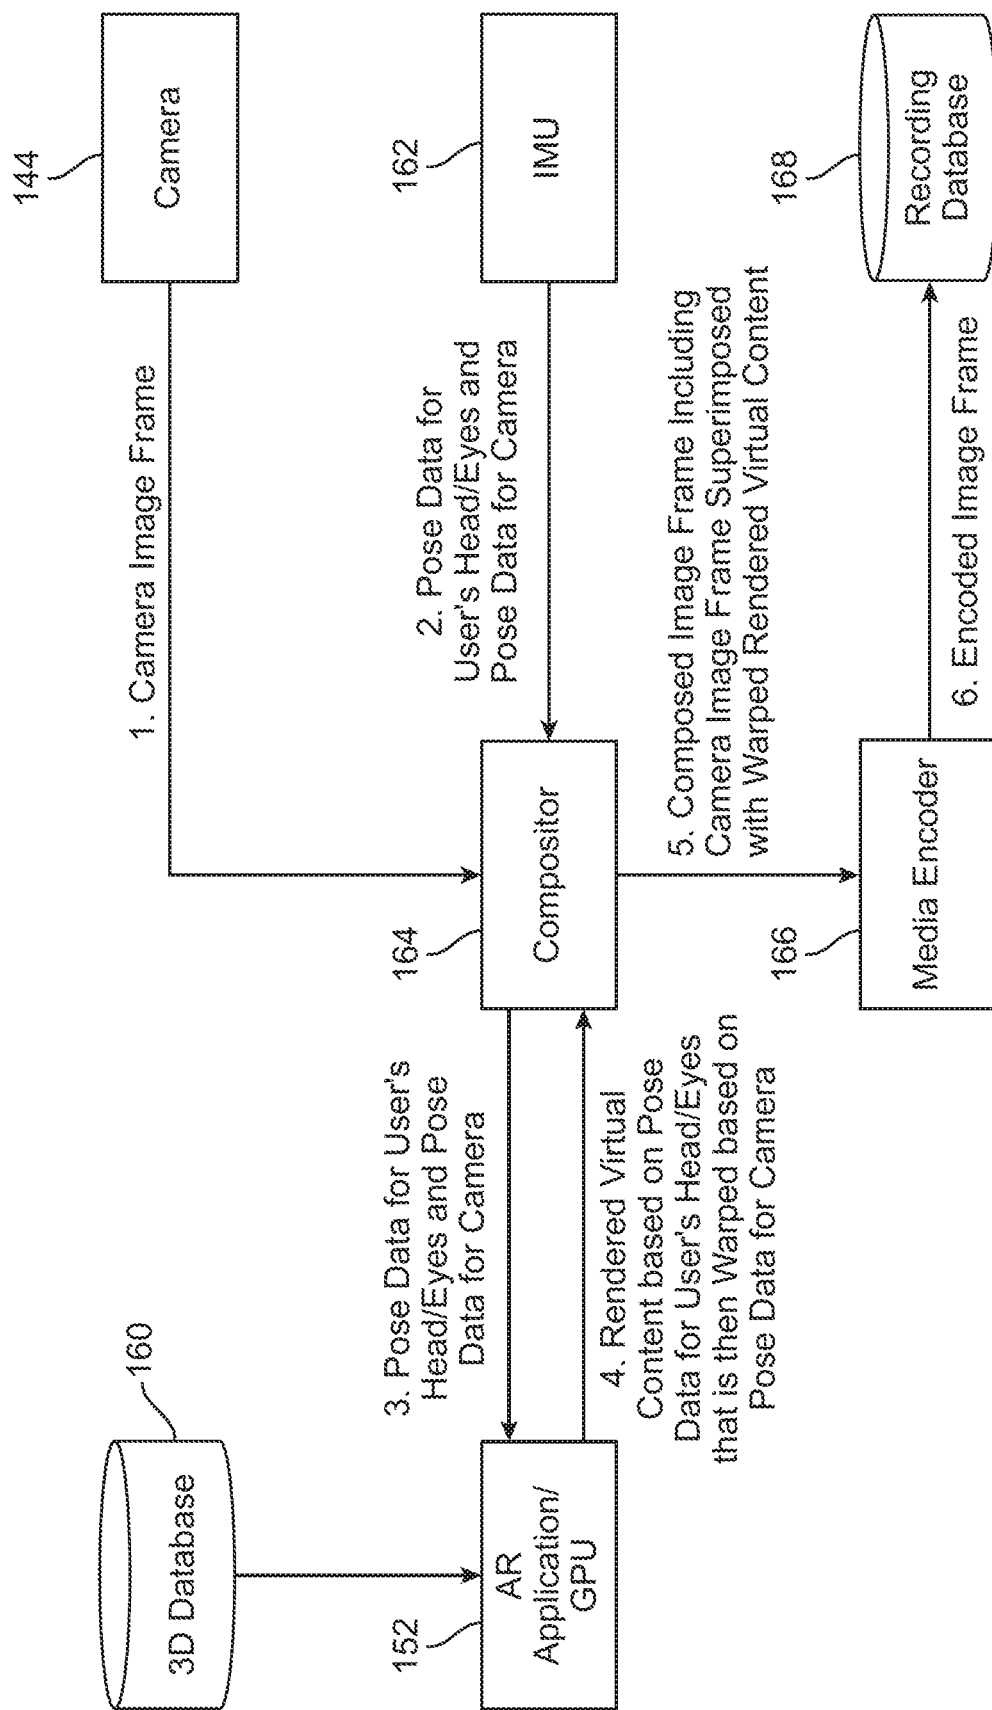 144
Camera
1. Camera Image Frame
162
IMU
2. Pose Data for
User's Head/Eyes and
Pose Data for Camera
160
3D Database
3. Pose Data for User's
Head/Eyes and Pose
Data for Camera
152
AR
Application/
GPU
164
Compositor
4. Rendered Virtual
Content based on Pose
Data for User's Head/Eyes
that is then Warped based on
Pose Data for Camera
5. Composed Image Frame Including
Camera Image Frame Superimposed
with Warped Rendered Virtual Content
166
Media Encoder
6. Encoded Image Frame
168
Recording
Database